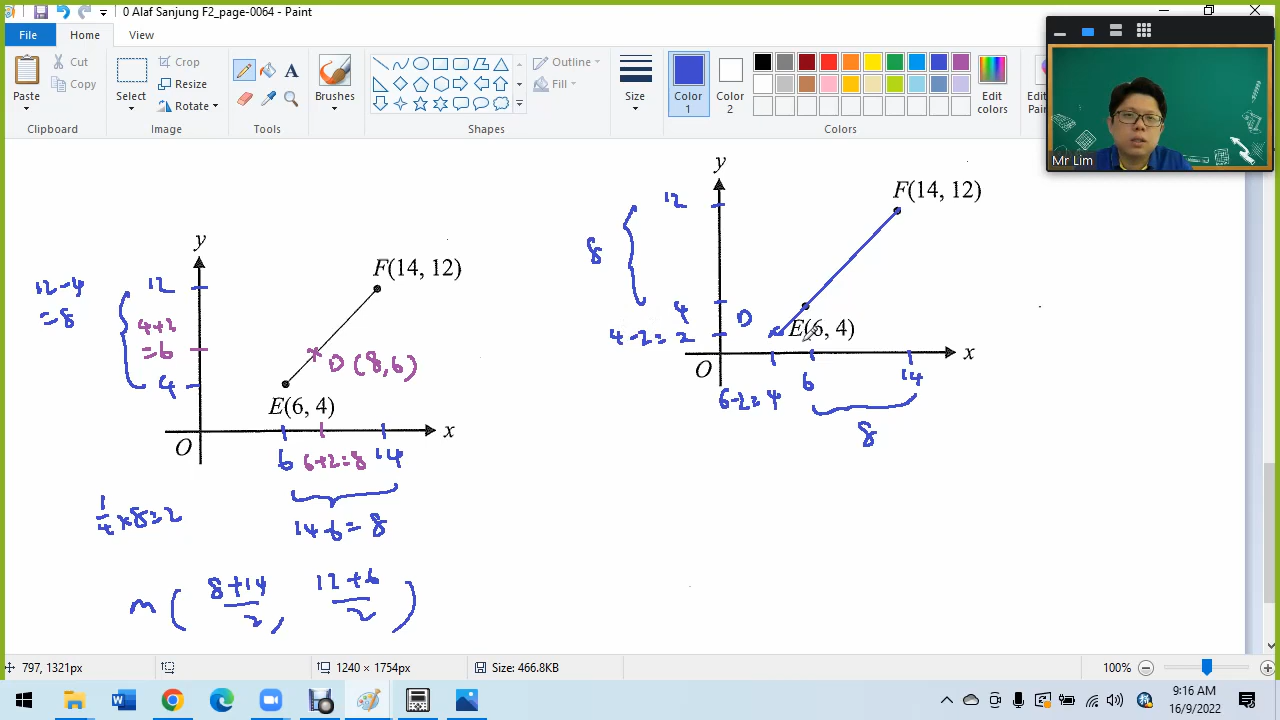 0 Alaf Sanjung F2_page-0064 - Paint
File
Home
View
Paste
Cut
Copy
Clipboard
Select
Crop
Resize
Rotate
Image
A
Tools
Brushes
Outline
Fill
Shapes
Size
Color 1
Color 2
Colors
Edit colors
Mr Lim
y
12
12-4
=8
4+2
=6
4
F(14, 12)
D (8,6)
E(6, 4)
O
x
6
6+2=8
14
14-6=8
1/4 x8=2
m ( 8+14/2, 12+6/2 )
y
12
8
4
4-2=2
D
F(14, 12)
E(6, 4)
O
x
6-2=4
6
14
8
797, 1321px
1240 × 1754px
Size: 466.8KB
100%
9:16 AM
16/9/2022